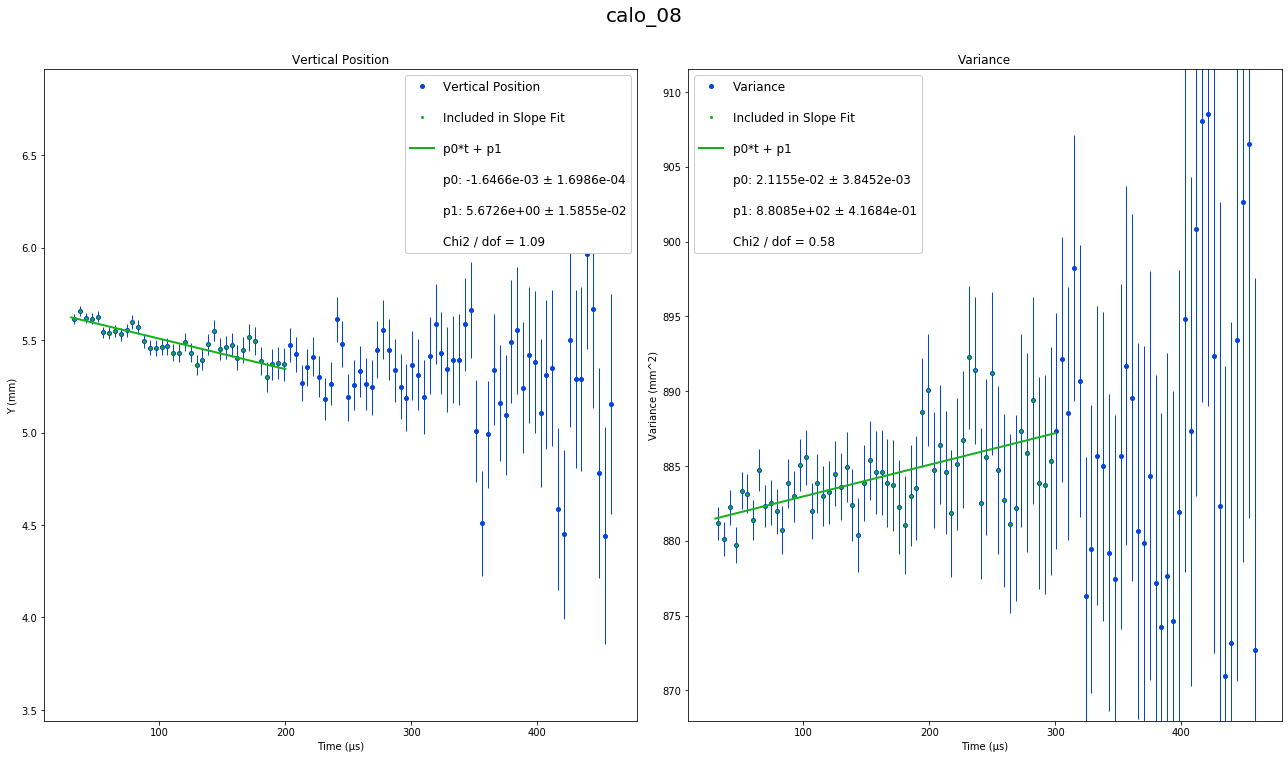 calo_08
Vertical Position
Vertical Position
Included in Slope Fit
p0*t + p1
p0: -1.6466e-03 ± 1.6986e-04
p1: 5.6726e+00 ± 1.5855e-02
Chi2 / dof = 1.09
6.5
6.0
5.5
5.0
4.5
4.0
3.5
Y (mm)
100 200 300 400
Time (μs)
Variance
Variance
Included in Slope Fit
p0*t + p1
p0: 2.1155e-02 ± 3.8452e-03
p1: 8.8085e+02 ± 4.1684e-01
Chi2 / dof = 0.58
910
905
900
895
890
885
880
875
870
Variance (mm^2)
100 200 300 400
Time (μs)